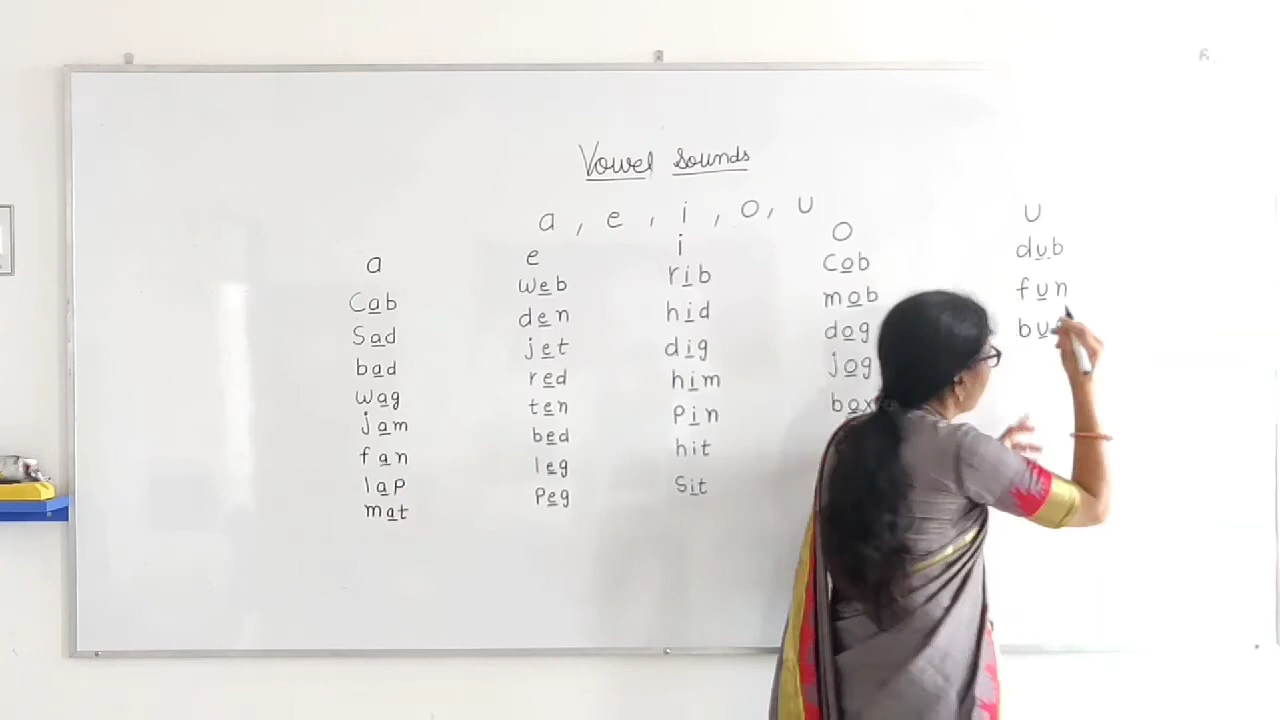 Vowel Sounds
a , e , i , o, u
a
Cab
Sad
bad
wag
jam
fan
lap
mat
e
web
den
jet
red
ten
bed
leg
Peg
i
rib
hid
dig
him
Pin
hit
Sit
O
Cob
mob
dog
jog
box
U
dub
fun